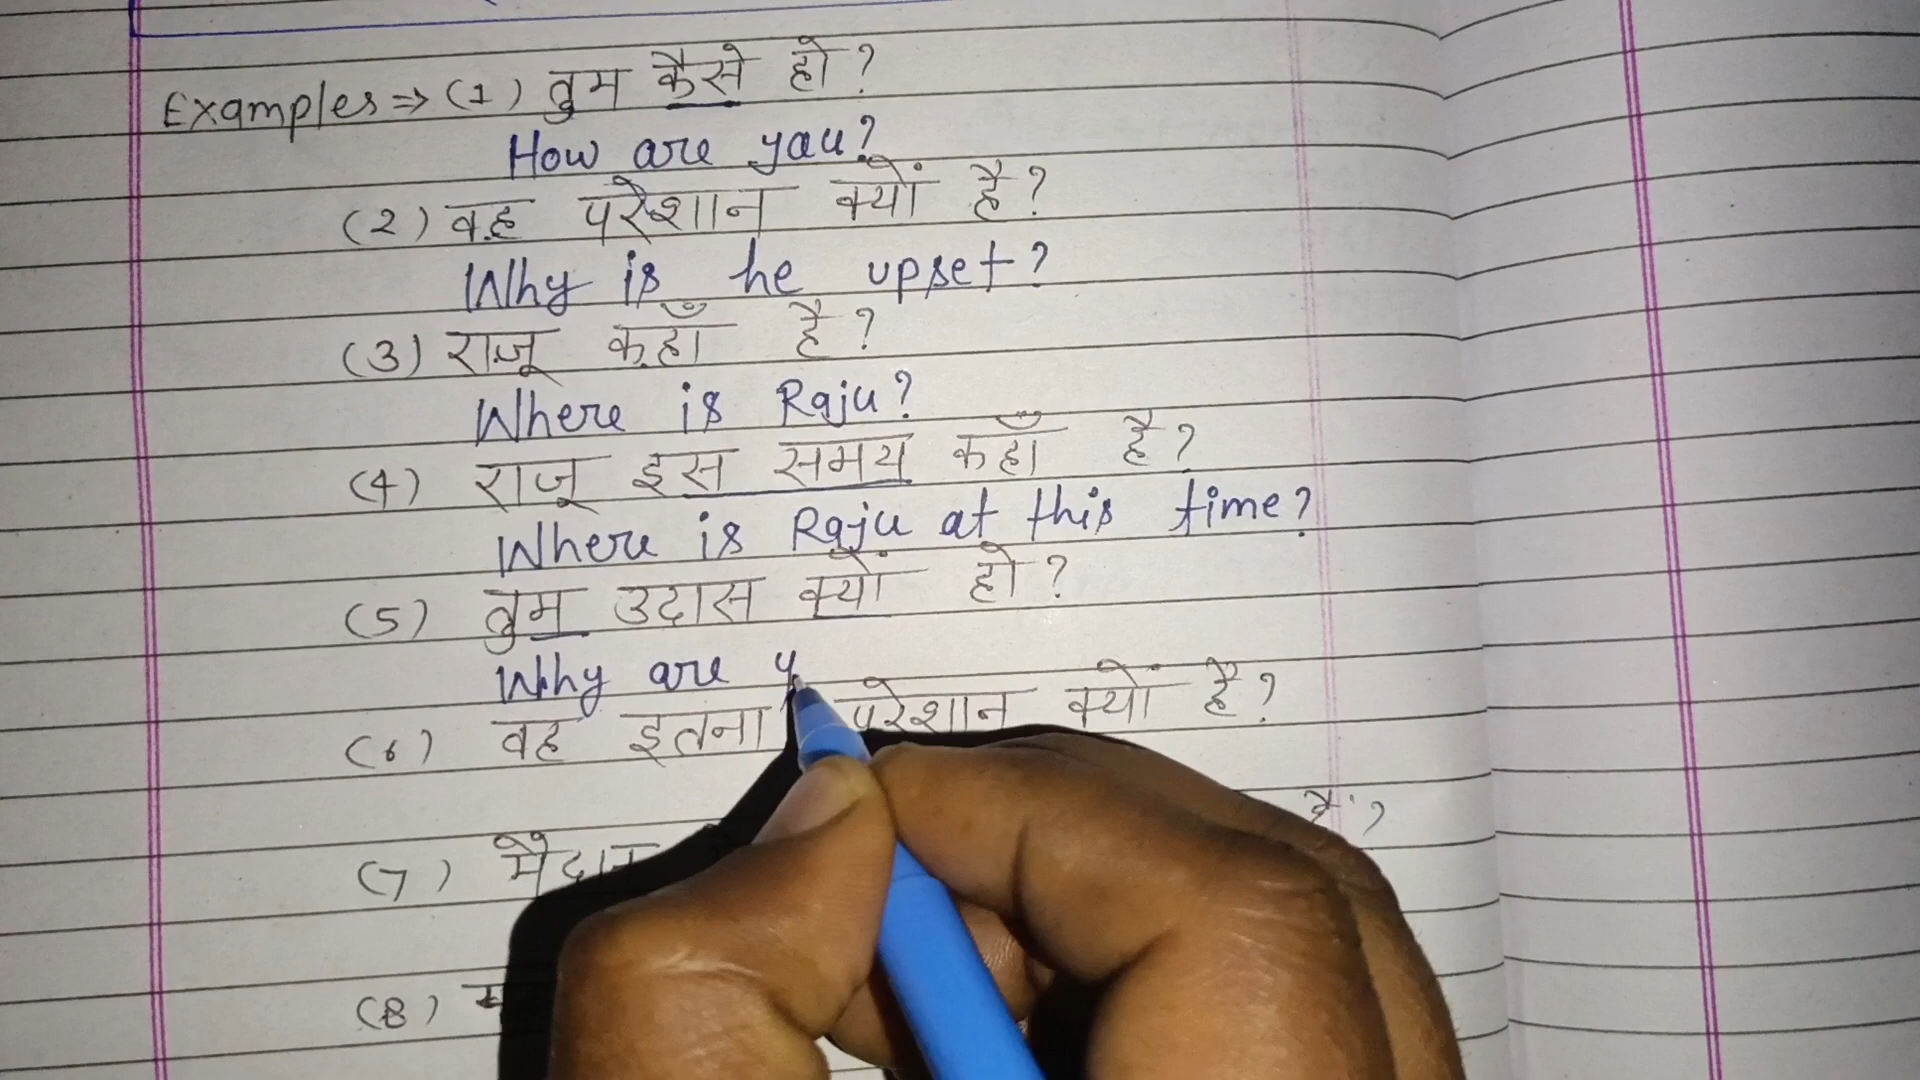 Examples ⇒ (1) तुम कैसे हो?
How are you?
(2) वह परेशान क्यों है?
Why is he upset?
(3) राजू कहाँ है?
Where is Raju?
(4) राजू इस समय कहाँ है?
Where is Raju at this time?
(5) तुम उदास क्यों हो?
Why are y
(6) वह इतना परेशान क्यों है?
(7) मैदान हैं?
(8)